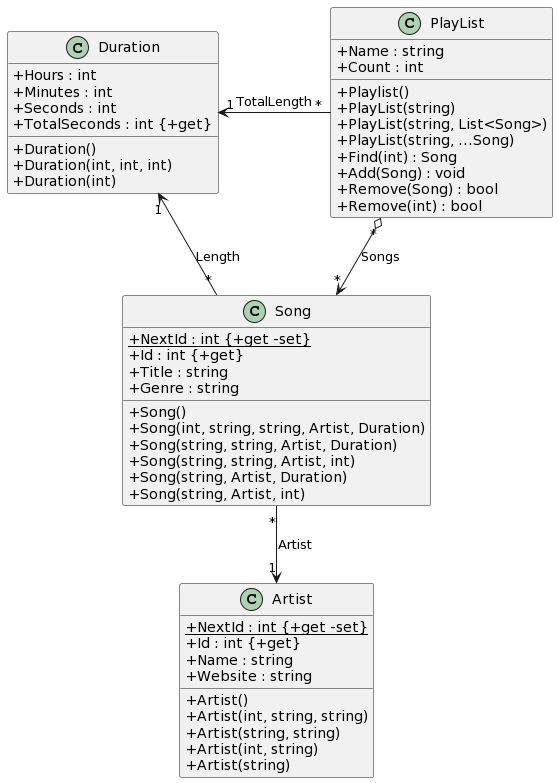 C Duration
+Hours : int
+Minutes : int
+Seconds : int
+TotalSeconds : int {+get}
+Duration()
+Duration(int, int, int)
+Duration(int)
1 TotalLength *
C PlayList
+Name : string
+Count : int
+Playlist()
+PlayList(string)
+PlayList(string, List<Song>)
+PlayList(string, ...Song)
+Find(int) : Song
+Add(Song) : void
+Remove(Song) : bool
+Remove(int) : bool
1
Length
*
*
Songs
*
C Song
+NextId : int {+get -set}
+Id : int {+get}
+Title : string
+Genre : string
+Song()
+Song(int, string, string, Artist, Duration)
+Song(string, string, Artist, Duration)
+Song(string, string, Artist, int)
+Song(string, Artist, Duration)
+Song(string, Artist, int)
*
Artist
1
C Artist
+NextId : int {+get -set}
+Id : int {+get}
+Name : string
+Website : string
+Artist()
+Artist(int, string, string)
+Artist(string, string)
+Artist(int, string)
+Artist(string)